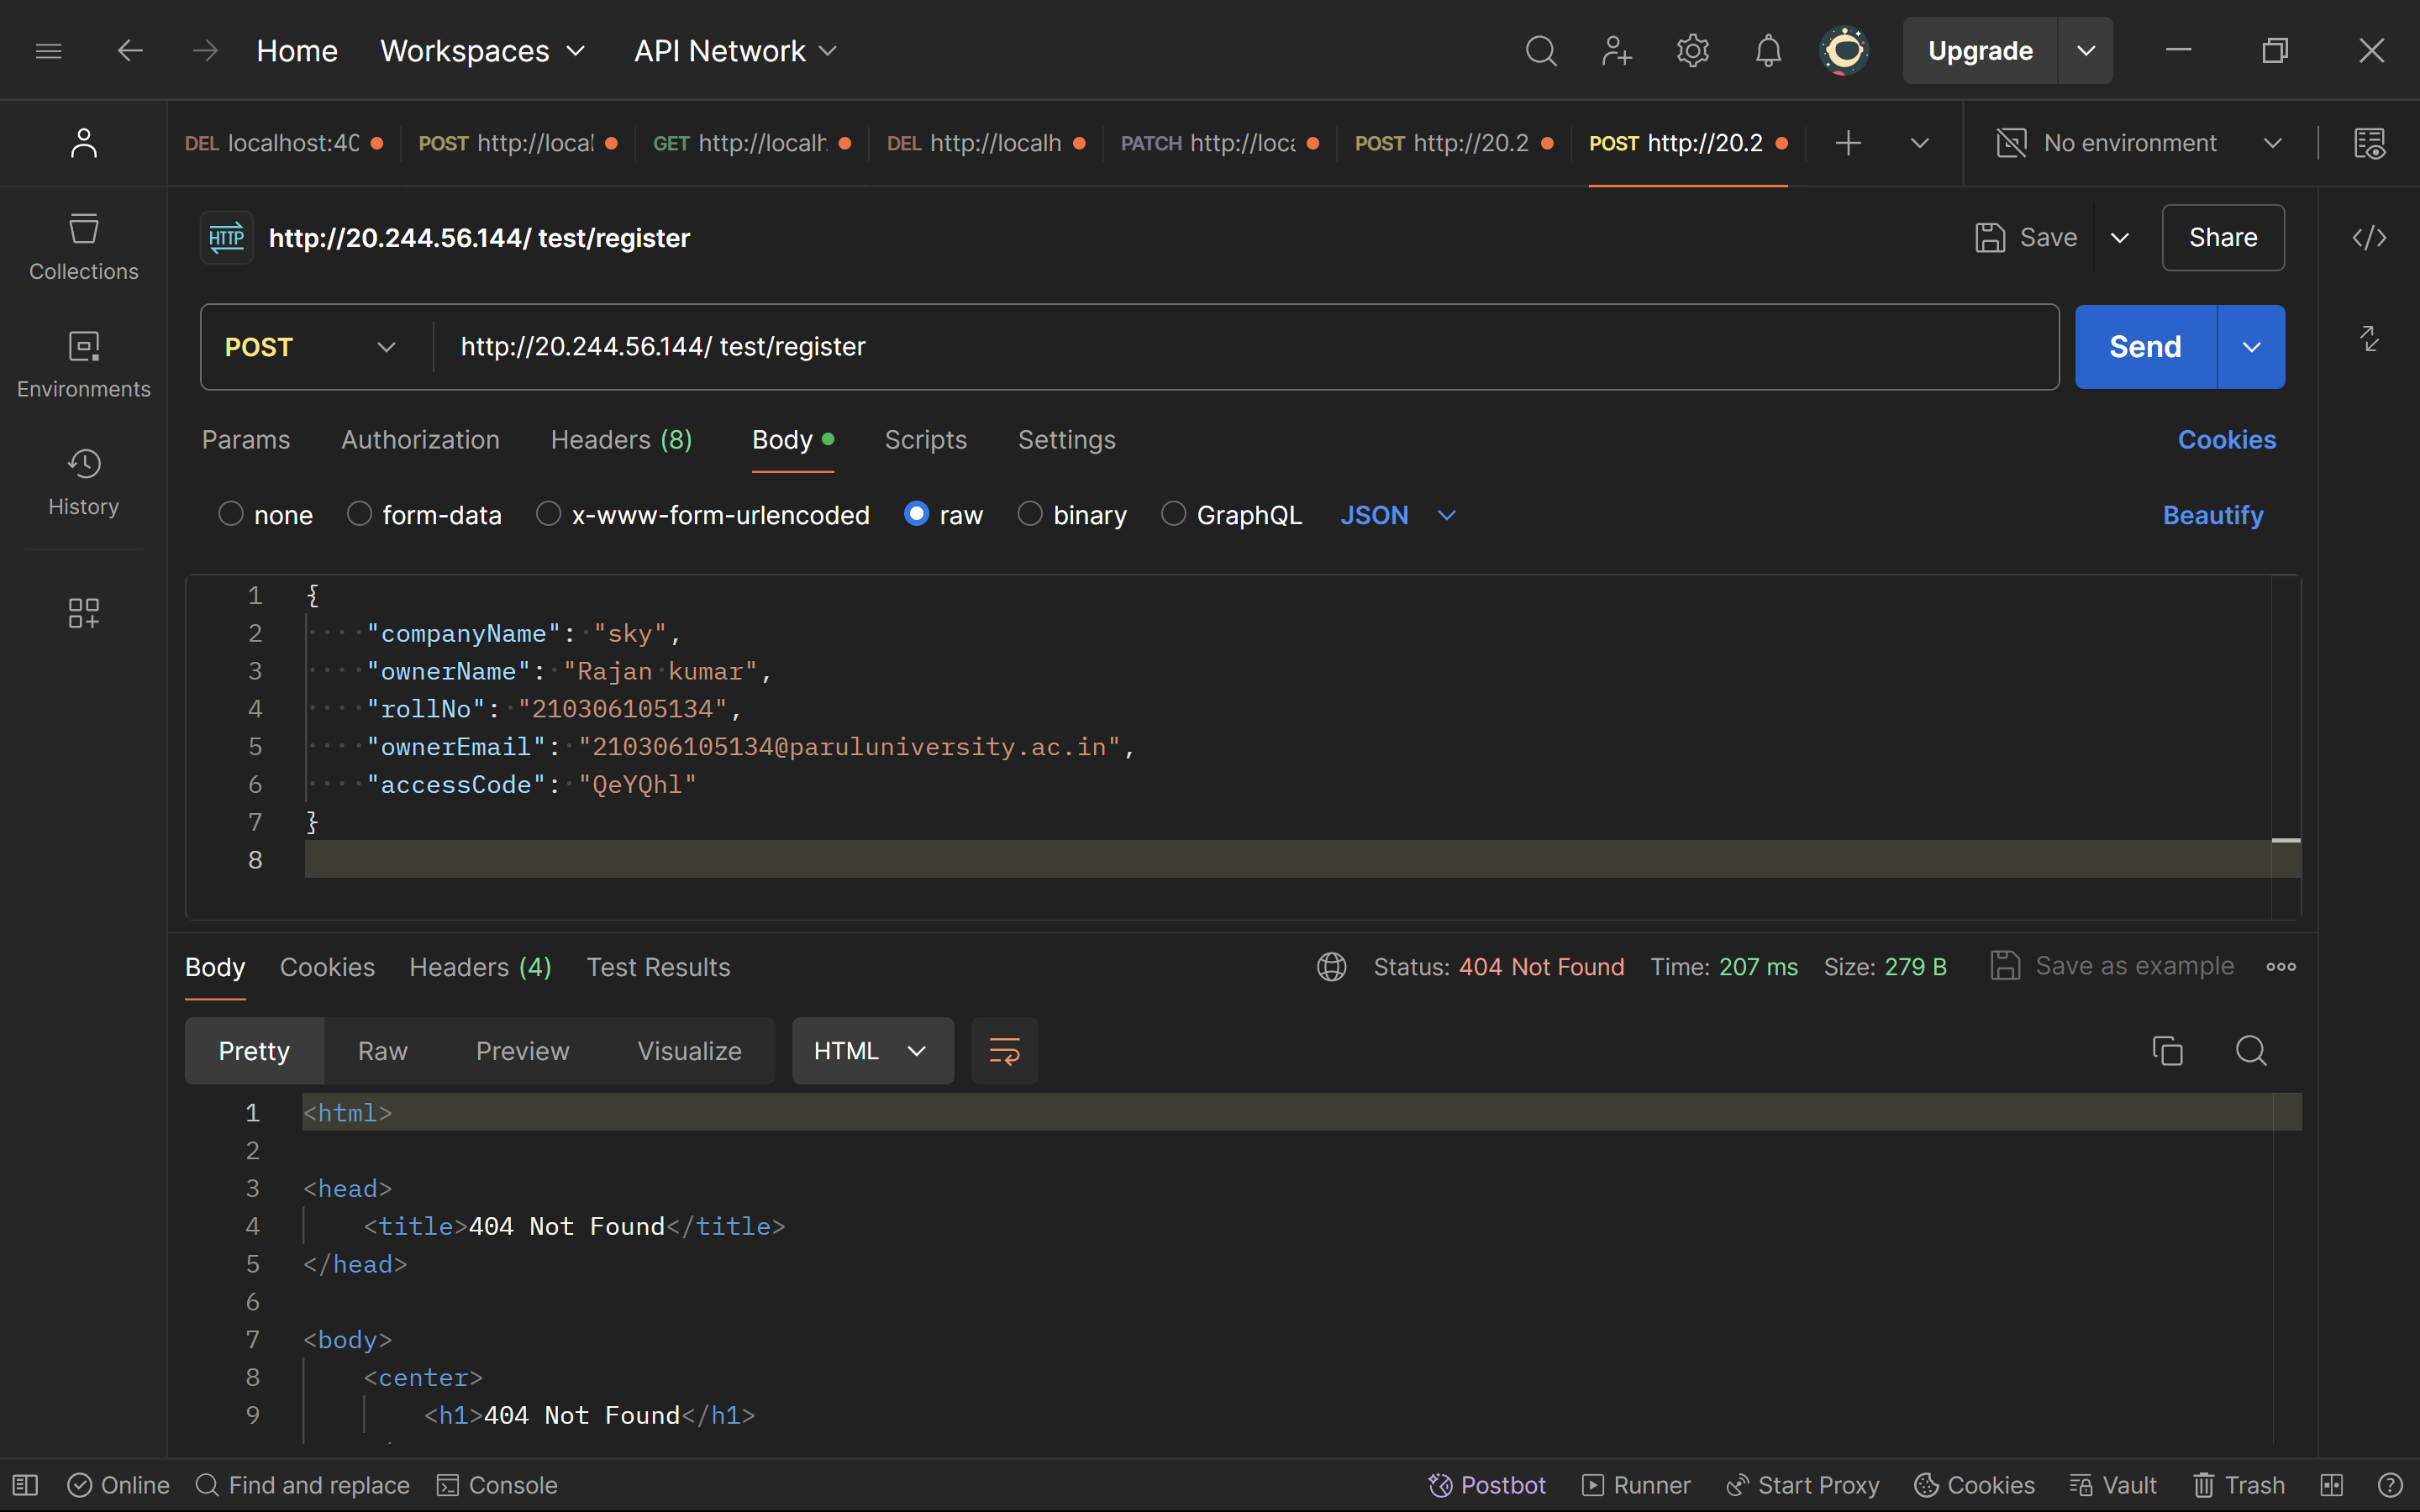 Home Workspaces API Network Upgrade
DEL localhost:40 POST http://local GET http://localh DEL http://localh PATCH http://loca POST http://20.2 POST http://20.2 No environment
HTTP http://20.244.56.144/ test/register Save Share
Collections
POST http://20.244.56.144/ test/register Send
Environments
Params Authorization Headers (8) Body Scripts Settings Cookies
History
none form-data x-www-form-urlencoded raw binary GraphQL JSON Beautify
1 {
2 "companyName": "sky",
3 "ownerName": "Rajan kumar",
4 "rollNo": "210306105134",
5 "ownerEmail": "210306105134@paruluniversity.ac.in",
6 "accessCode": "QeYQhl"
7 }
8
Body Cookies Headers (4) Test Results Status: 404 Not Found Time: 207 ms Size: 279 B Save as example
Pretty Raw Preview Visualize HTML
1 <html>
2
3 <head>
4 <title>404 Not Found</title>
5 </head>
6
7 <body>
8 <center>
9 <h1>404 Not Found</h1>
Online Find and replace Console Postbot Runner Start Proxy Cookies Vault Trash